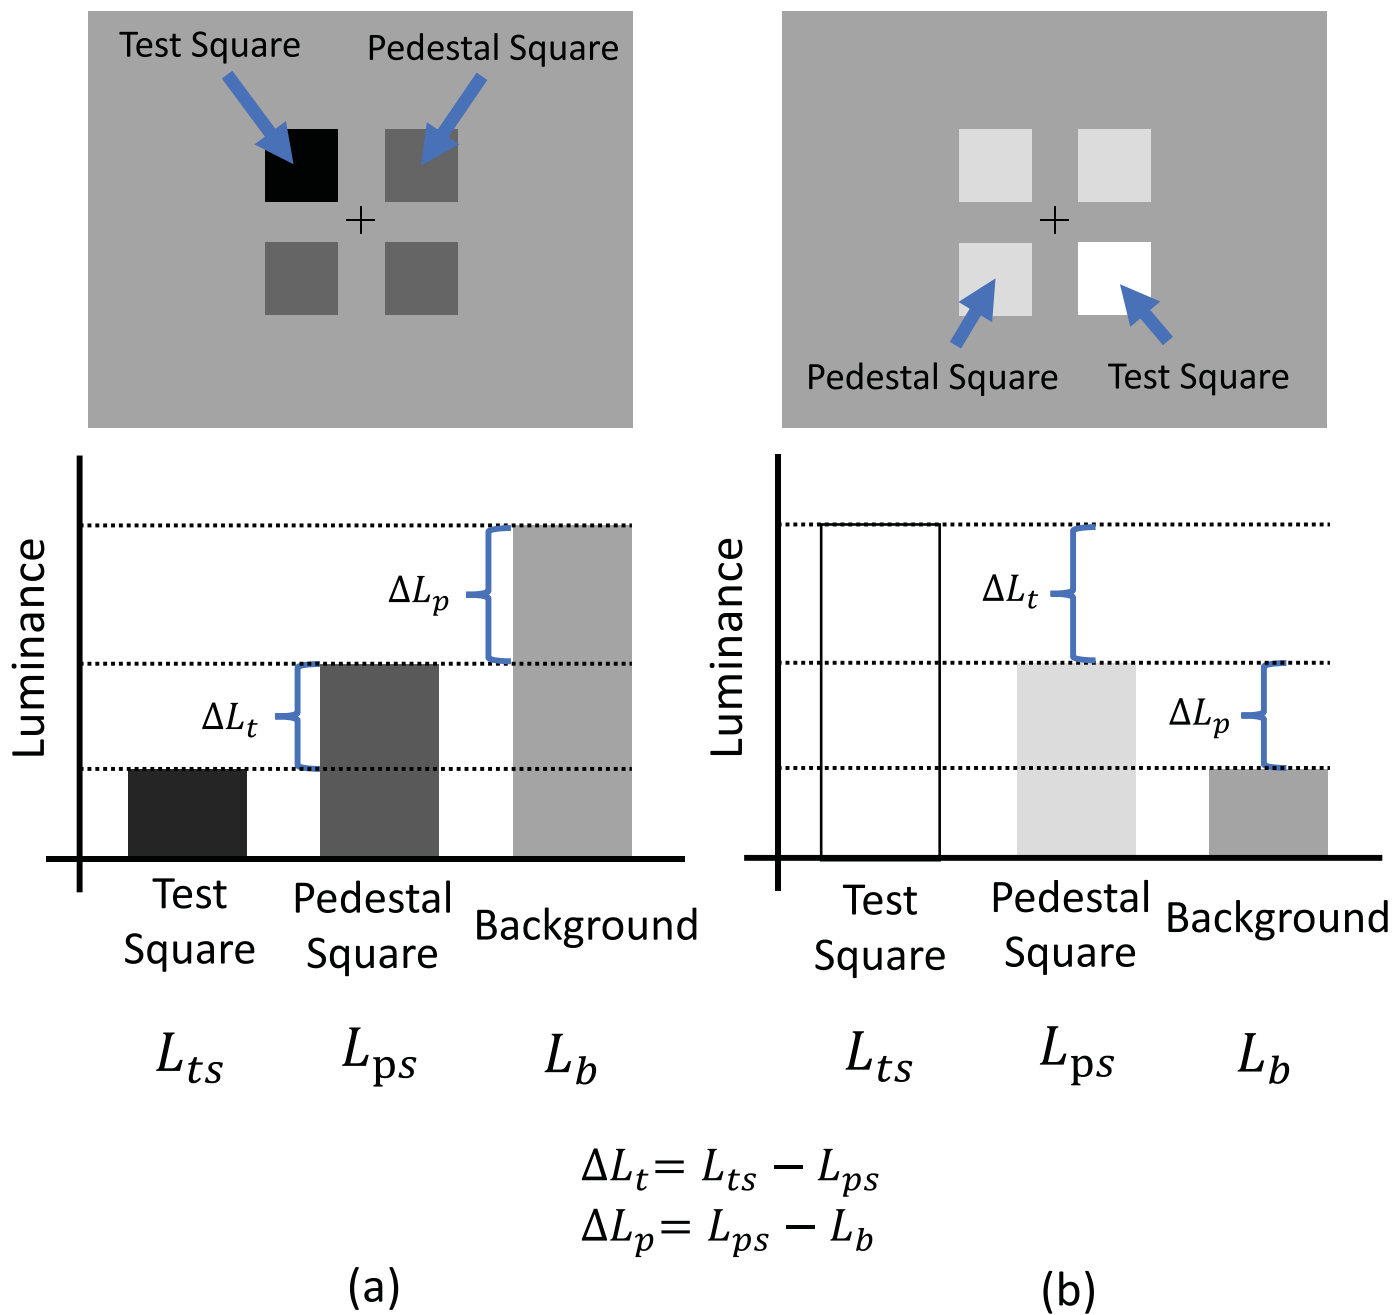 Test Square
Pedestal Square
Pedestal Square
Test Square
Luminance
ΔL_p
ΔL_t
Test
Square
Pedestal
Square
Background
L_ts
L_ps
L_b
Luminance
ΔL_t
ΔL_p
Test
Square
Pedestal
Square
Background
L_ts
L_ps
L_b
ΔL_t = L_ts − L_ps
ΔL_p = L_ps − L_b
(a)
(b)